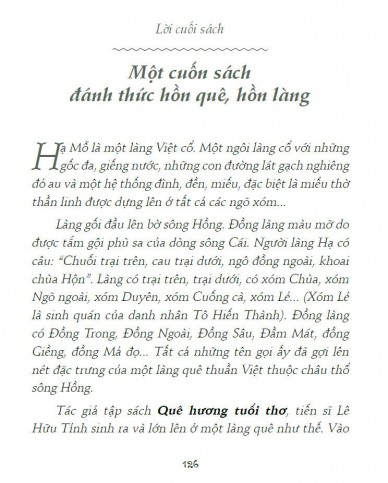 Lời cuối sách
Một cuốn sách
đánh thức hồn quê, hồn làng
Hạ Mỗ là một làng Việt cổ. Một ngôi làng cổ với những
gốc đa, giếng nước, những con đường lát gạch nghiêng
đỏ au và một hệ thống đình, đền, miếu, đặc biệt là miếu thờ
thần linh được dựng lên ở tất cả các ngõ xóm...
Làng gối đầu lên bờ sông Hồng. Đồng làng màu mỡ do
được tắm gội phù sa của dòng sông Cái. Người làng Hạ có
câu: “Chuối trại trên, cau trại dưới, ngô đồng ngoài, khoai
chùa Hộn”. Làng có trại trên, trại dưới, có xóm Chùa, xóm
Ngò ngoài, xóm Duyên, xóm Cuống cả, xóm Lẻ... (Xóm Lẻ
là sinh quán của danh nhân Tô Hiến Thành). Đồng làng
có Đồng Trong, Đồng Ngoài, Đồng Sâu, Đầm Mát, đồng
Giềng, đồng Mả đọ... Tất cả những tên gọi ấy đã gợi lên
nét đặc trưng của một làng quê thuần Việt thuộc châu thổ
sông Hồng.
Tác giả tập sách Quê hương tuổi thơ, tiến sĩ Lê
Hữu Tỉnh sinh ra và lớn lên ở một làng quê như thế. Vào
126